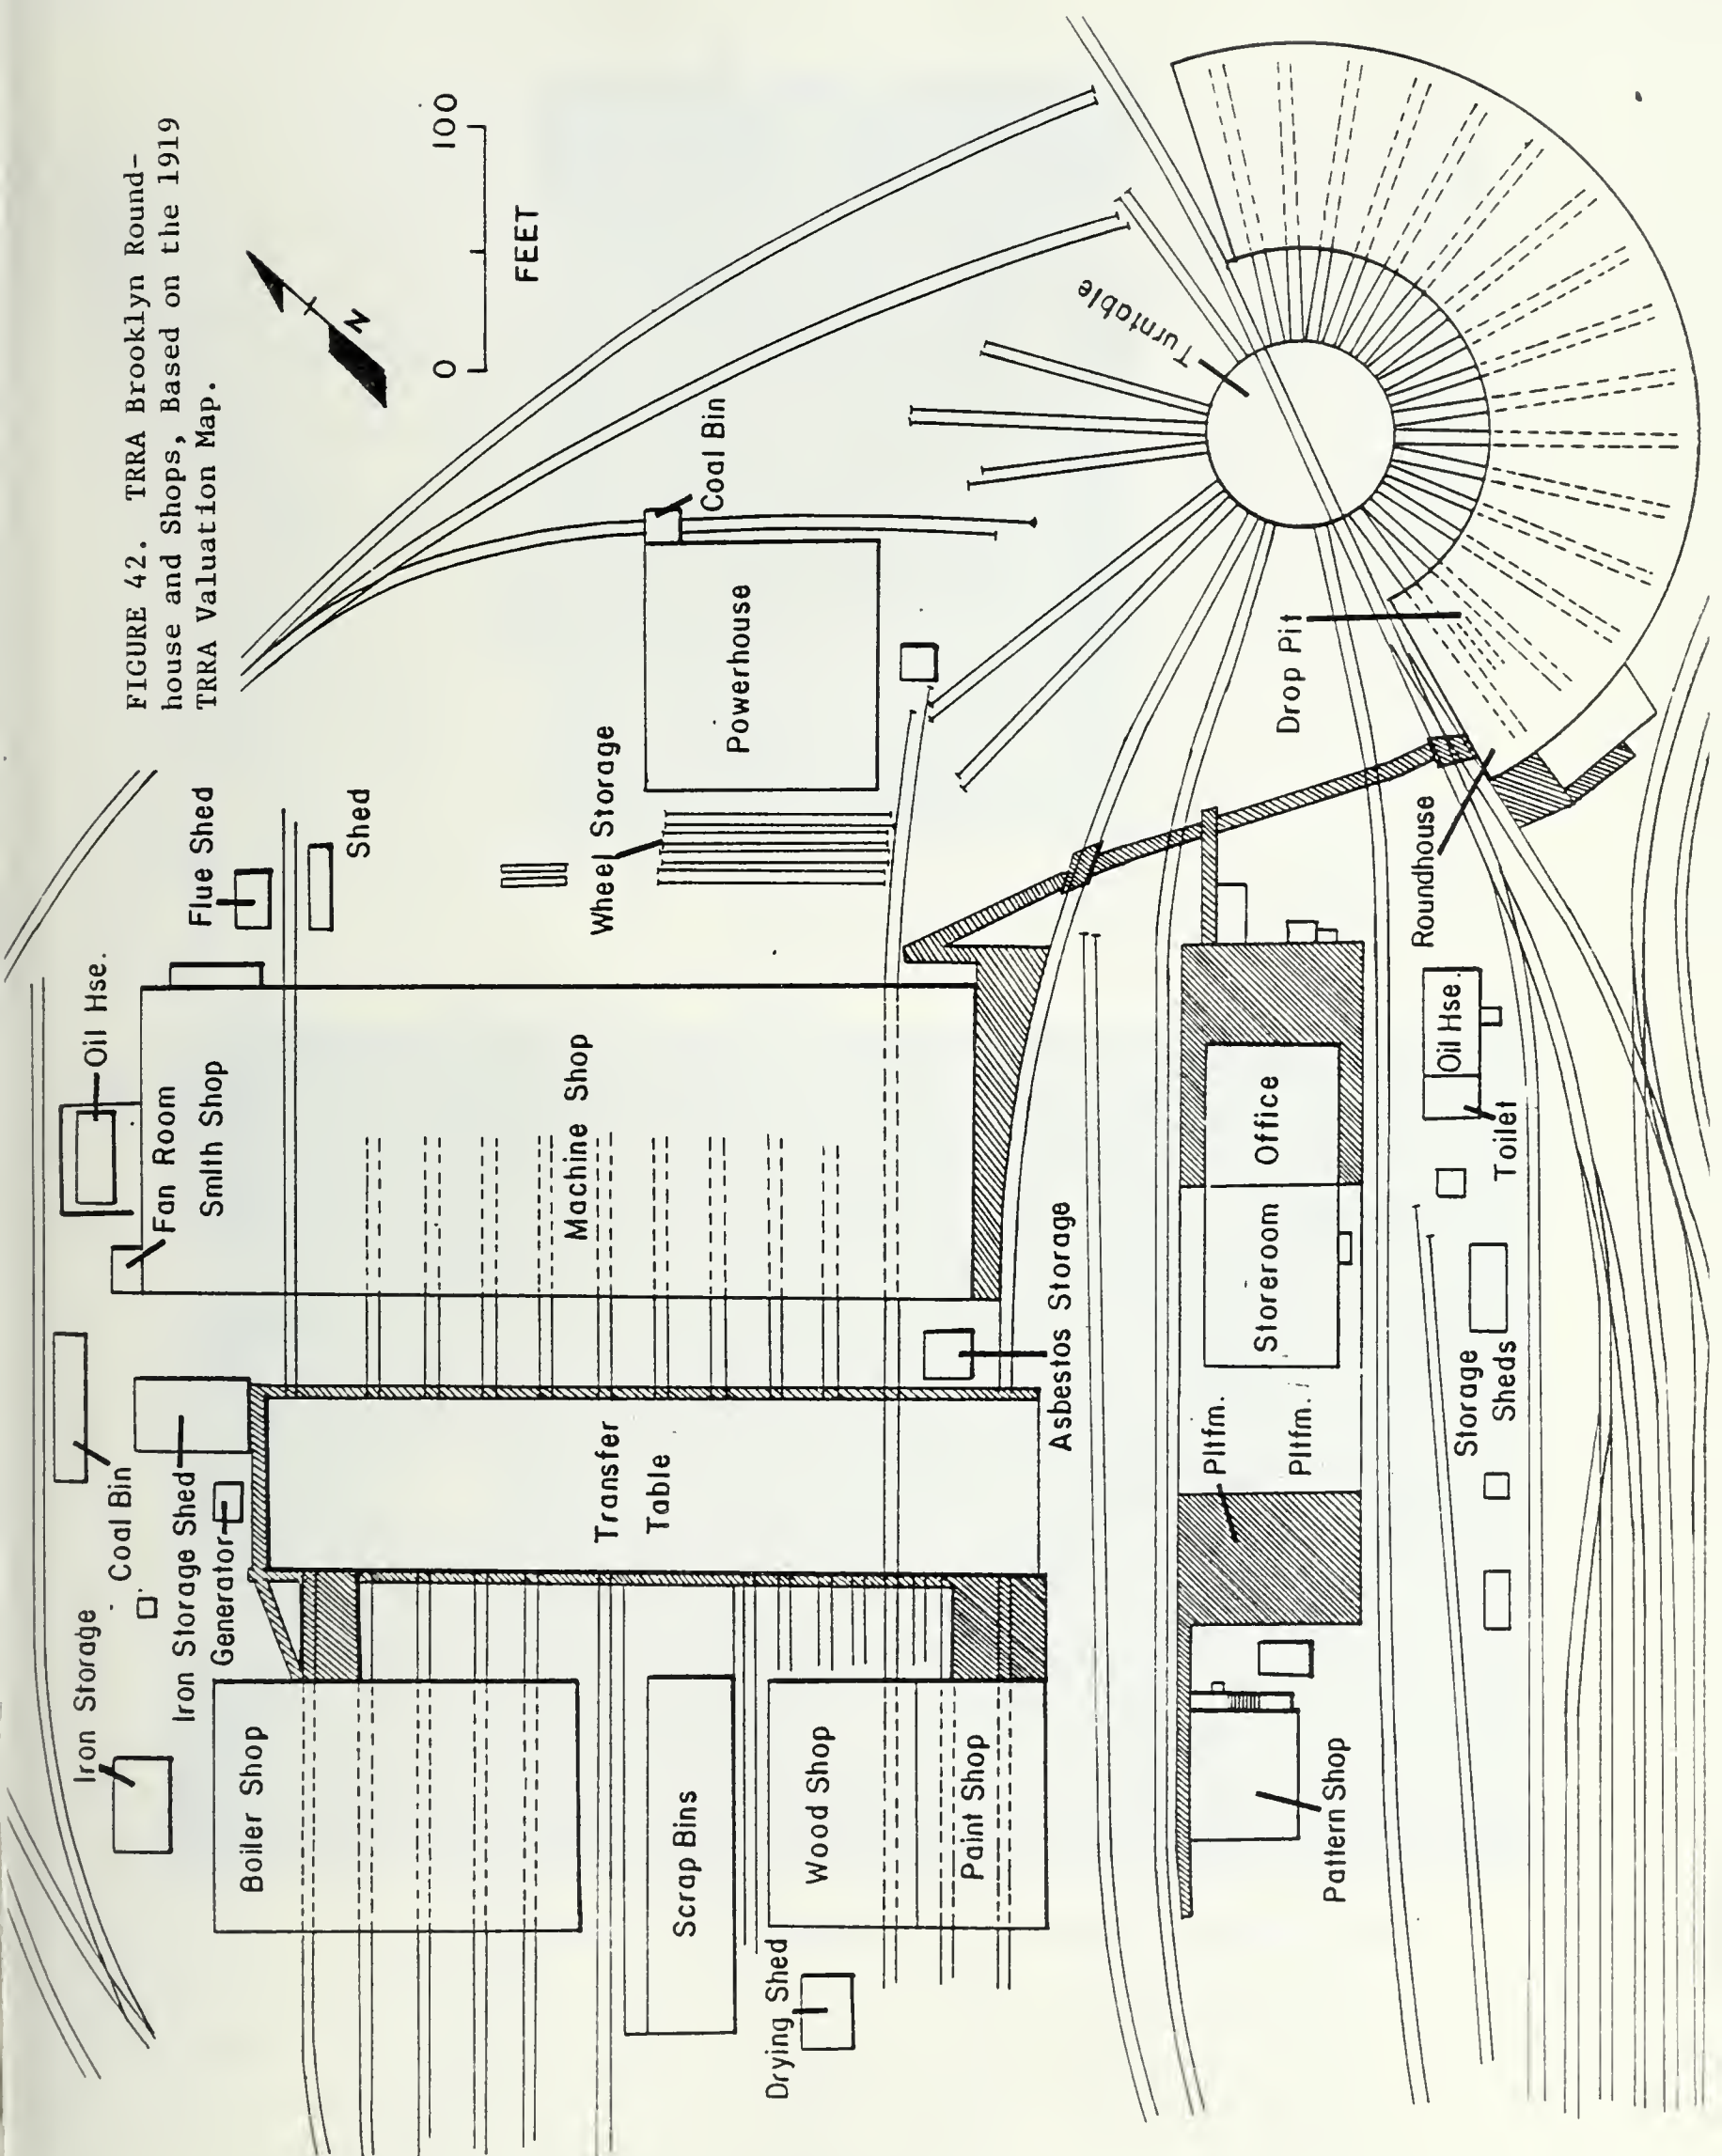 FIGURE 42. TRRA Brooklyn Round-
house and Shops, Based on the 1919
TRRA Valuation Map.
N
0
100
FEET
Iron Storage
Coal Bin
Iron Storage Shed
Generator
Oil Hse.
Fan Room
Smith Shop
Flue Shed
Shed
Boiler Shop
Scrap Bins
Wood Shop
Paint Shop
Drying Shed
Transfer
Table
Machine Shop
Wheel Storage
Powerhouse
Coal Bin
Turntable
Asbestos Storage
Pltfm.
Pltfm.
Storeroom
Office
Drop Pit
Roundhouse
Pattern Shop
Storage
Sheds
Toilet
Oil Hse.